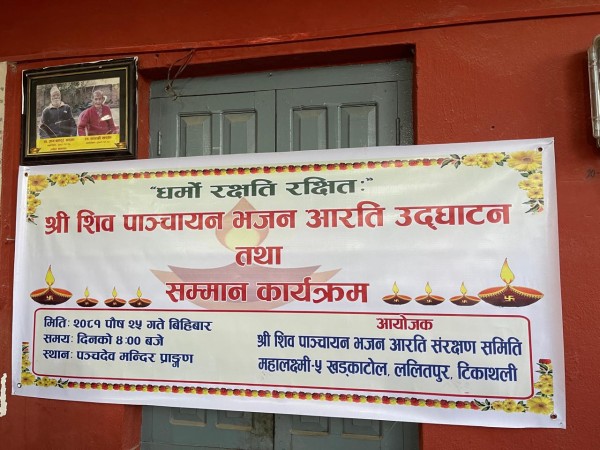 "धर्मो रक्षति रक्षितः"
श्री शिव पाञ्चायन भजन आरति उद्घाटन
तथा
सम्मान कार्यक्रम
मितिः २०८१ पौष २५ गते बिहिबार
समयः दिनको ४:०० बजे
स्थानः पञ्चदेव मन्दिर प्राङ्गण
आयोजक
श्री शिव पाञ्चायन भजन आरति संरक्षण समिति
महालक्ष्मी-५ खड्काटोल, ललितपुर, टिकाथली